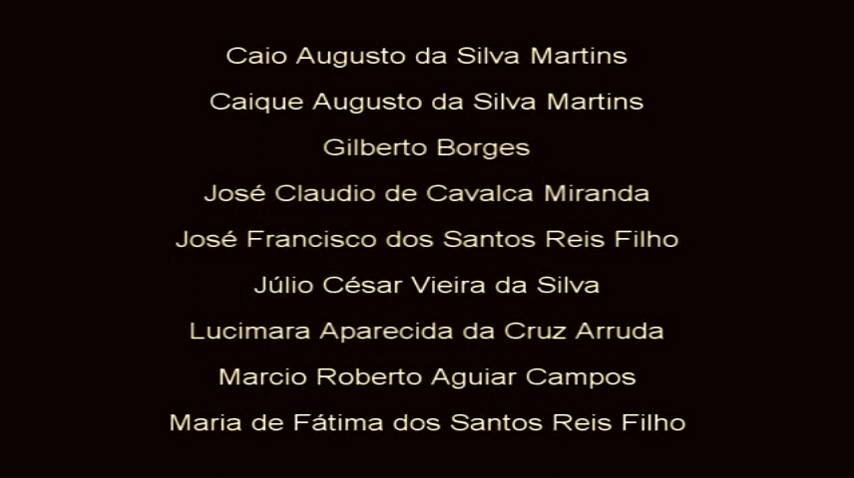 Caio Augusto da Silva Martins
Caique Augusto da Silva Martins
Gilberto Borges
José Claudio de Cavalca Miranda
José Francisco dos Santos Reis Filho
Júlio César Vieira da Silva
Lucimara Aparecida da Cruz Arruda
Marcio Roberto Aguiar Campos
Maria de Fátima dos Santos Reis Filho